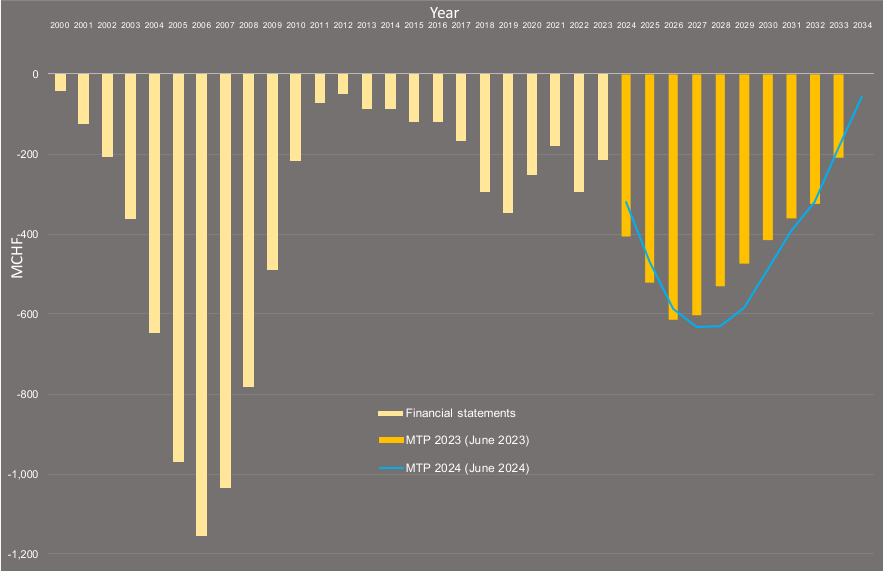 Year
2000 2001 2002 2003 2004 2005 2006 2007 2008 2009 2010 2011 2012 2013 2014 2015 2016 2017 2018 2019 2020 2021 2022 2023 2024 2025 2026 2027 2028 2029 2030 2031 2032 2033 2034
0
-200
-400
MCHF
-600
-800
Financial statements
MTP 2023 (June 2023)
MTP 2024 (June 2024)
-1,000
-1,200